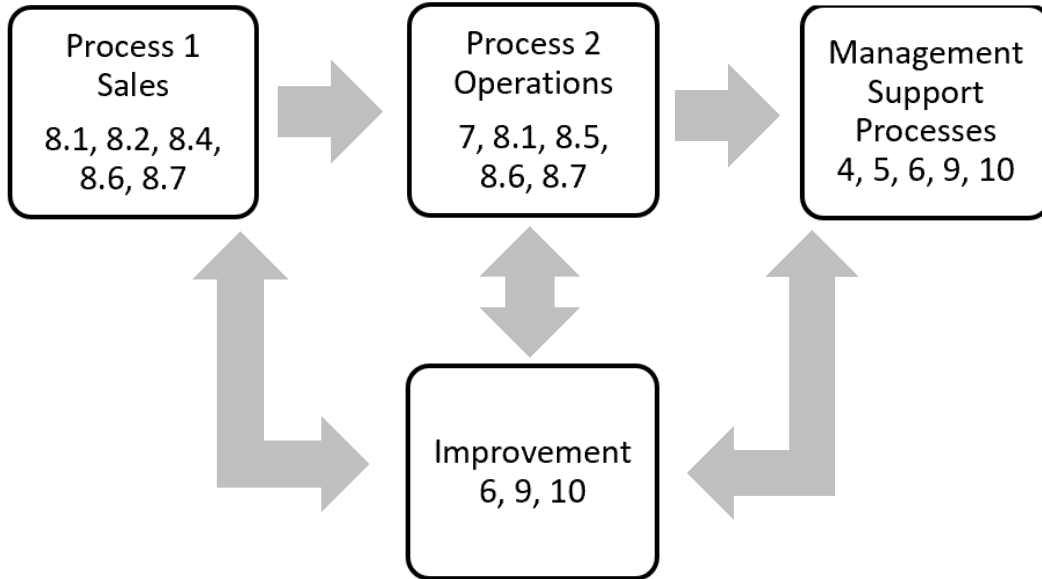 Process 1
Sales
8.1, 8.2, 8.4,
8.6, 8.7
Process 2
Operations
7, 8.1, 8.5,
8.6, 8.7
Management
Support
Processes
4, 5, 6, 9, 10
Improvement
6, 9, 10